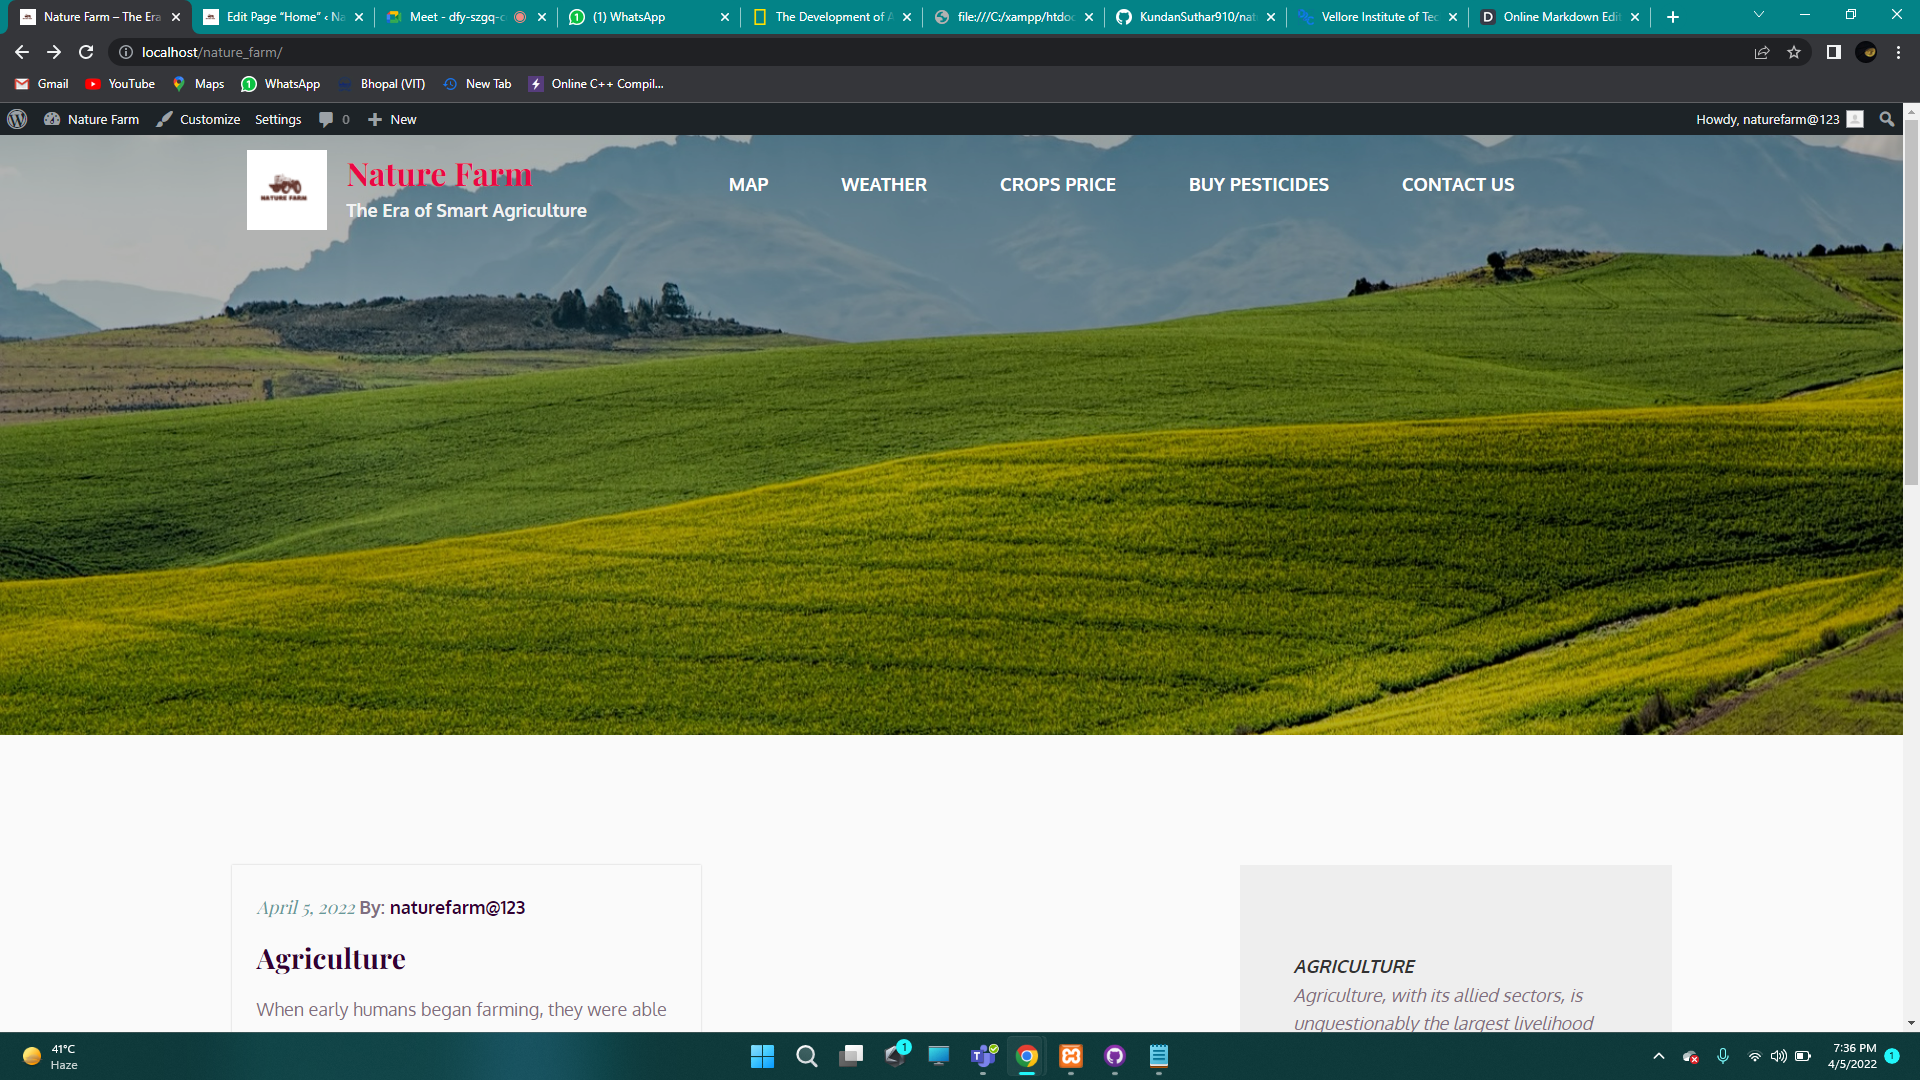 Nature Farm – The Era
Edit Page “Home” ‹ Na
Meet - dfy-szgq-c
(1) WhatsApp
The Development of A
file:///C:/xampp/htdoc
KundanSuthar910/nat
Vellore Institute of Tec
Online Markdown Edit
localhost/nature_farm/
Gmail
YouTube
Maps
WhatsApp
Bhopal (VIT)
New Tab
Online C++ Compil...
Nature Farm
Customize
Settings
0
New
Howdy, naturefarm@123
NATURE FARM
Nature Farm
The Era of Smart Agriculture
MAP
WEATHER
CROPS PRICE
BUY PESTICIDES
CONTACT US
April 5, 2022 By: naturefarm@123
Agriculture
When early humans began farming, they were able
AGRICULTURE
Agriculture, with its allied sectors, is
unquestionably the largest livelihood
41°C
Haze
1
7:36 PM
4/5/2022
1